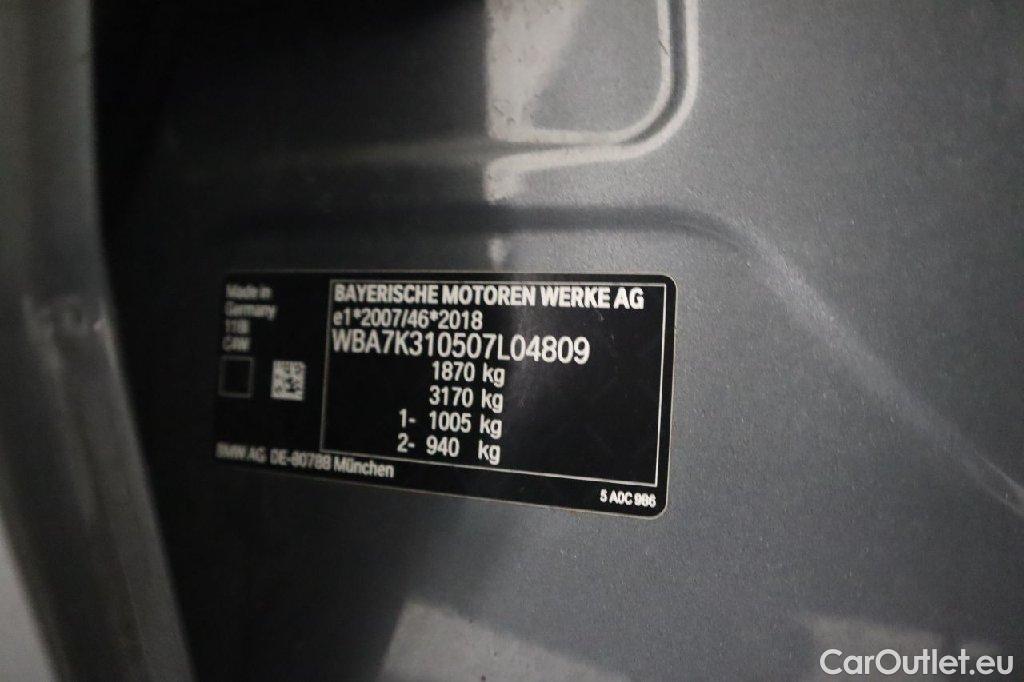 Made in
Germany
BAYERISCHE MOTOREN WERKE AG
e1*2007/46*2018
WBA7K310507L04809
1870 kg
3170 kg
1- 1005 kg
2- 940 kg
BMW AG DE-80788 München
5 A0C 9B6
CarOutlet.eu